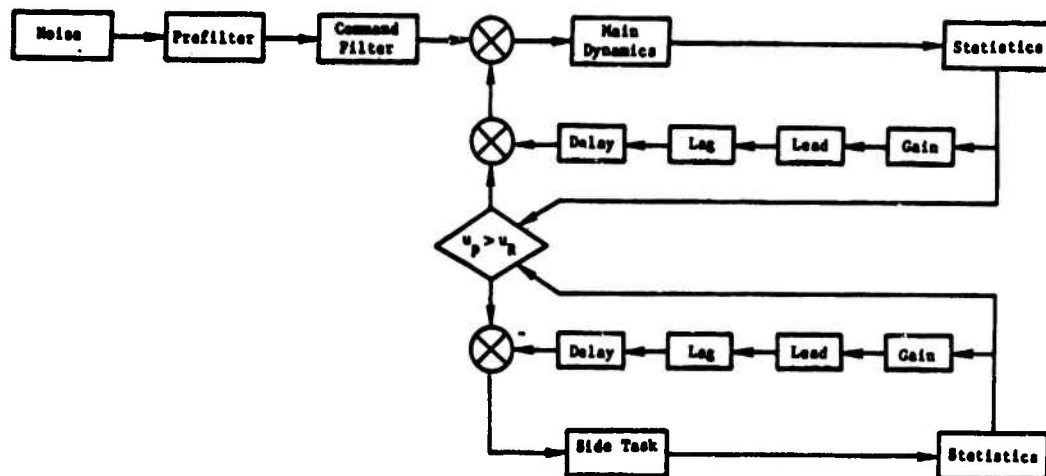 Noise
Prefilter
Command
Filter
Main
Dynamics
Statistics
Delay
Lag
Lead
Gain
u_p > u_R
-
Delay
Lag
Lead
Gain
Side Task
Statistics